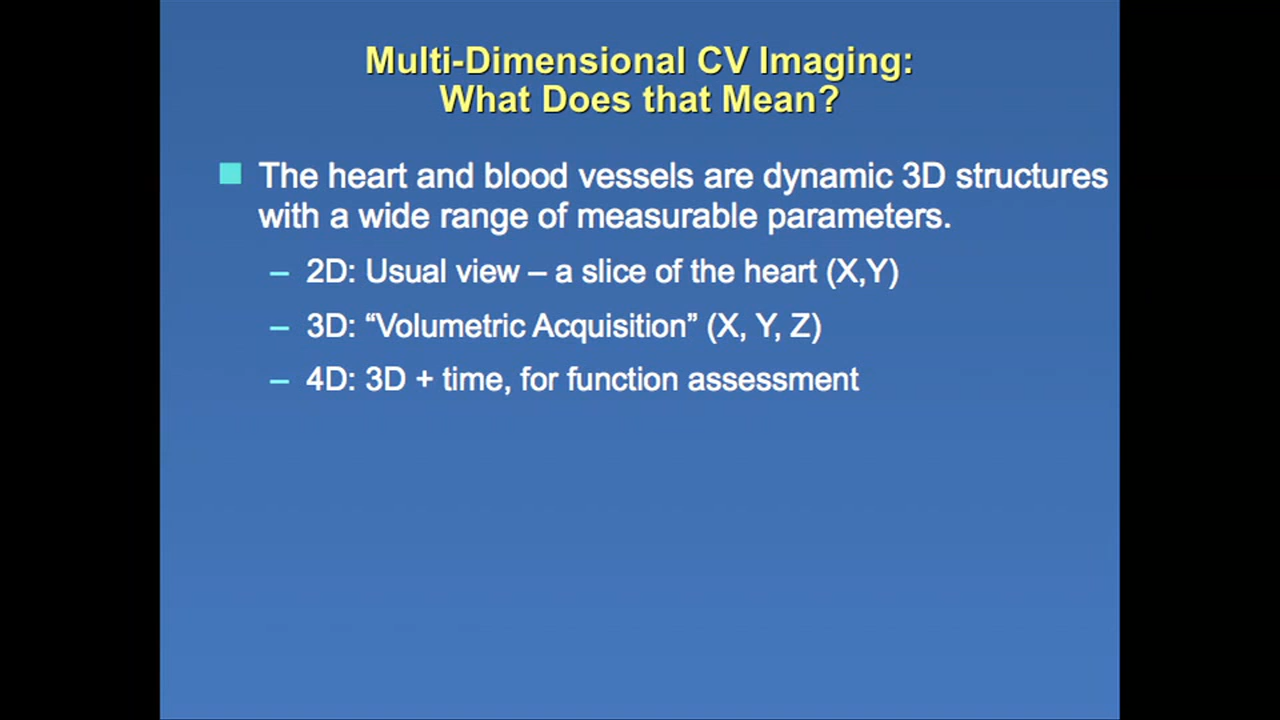 Multi-Dimensional CV Imaging:
What Does that Mean?
The heart and blood vessels are dynamic 3D structures
with a wide range of measurable parameters.
– 2D: Usual view – a slice of the heart (X,Y)
– 3D: “Volumetric Acquisition” (X, Y, Z)
– 4D: 3D + time, for function assessment